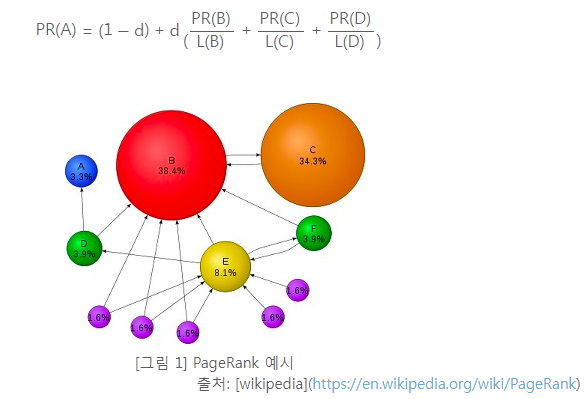 PR(A) = (1 − d) + d ( PR(B)/L(B) + PR(C)/L(C) + PR(D)/L(D) )
B
38.4%
C
34.3%
A
3.3%
D
3.9%
F
3.9%
E
8.1%
1.6%
1.6%
1.6%
1.6%
1.6%
[그림 1] PageRank 예시
출처: [wikipedia](https://en.wikipedia.org/wiki/PageRank)